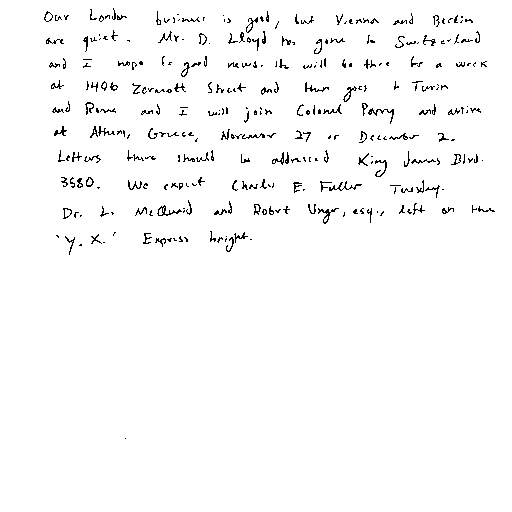 Our London business is good, but Vienna and Berlin
are quiet. Mr. D. Lloyd has gone to Switzerland
and I hope for good news. He will be there for a week
at 1496 Zermott Street and then goes to Turin
and Rome and I will join Colonel Parry and arrive
at Athens, Greece, November 27 or December 2.
Letters there should be addressed King James Blvd.
3580. We expect Charles E. Fuller Tuesday.
Dr. L. McQuaid and Robert Unger, esq., left on the
"Y. X." Express tonight.